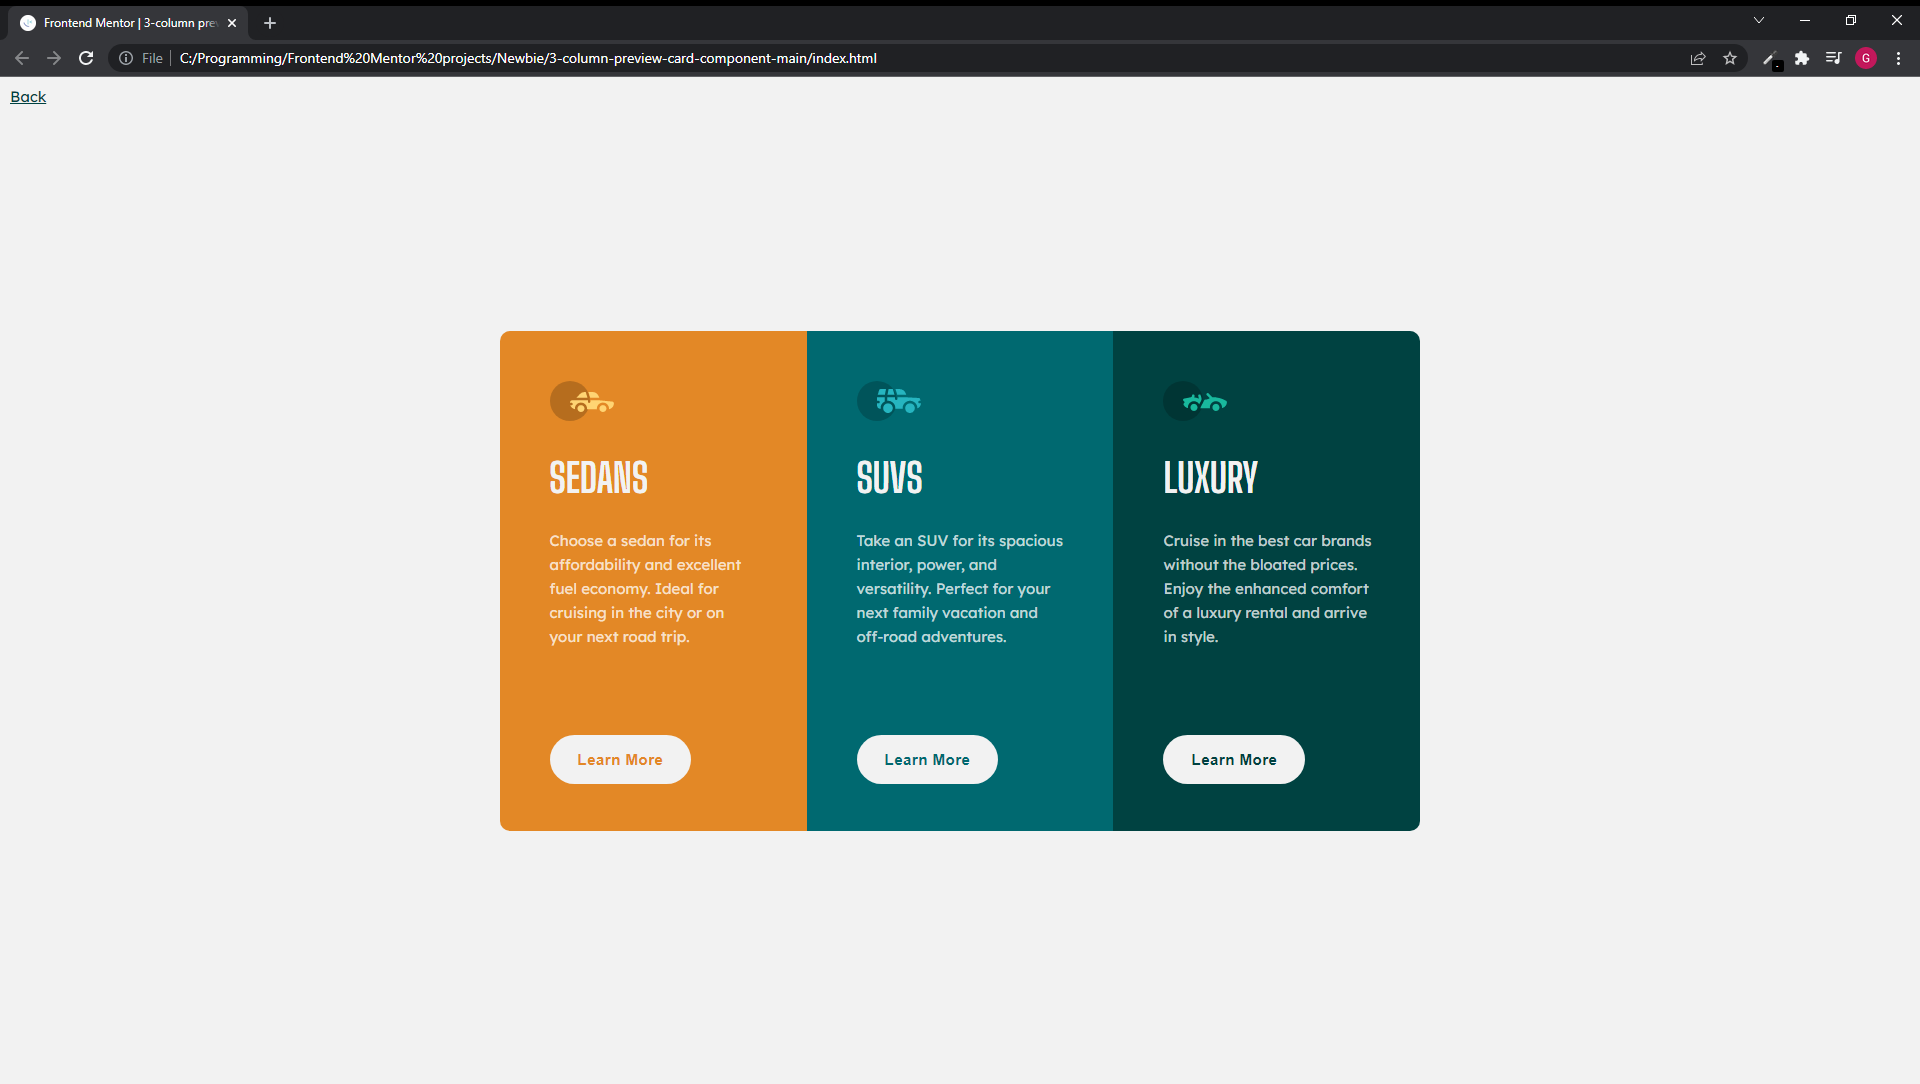 Frontend Mentor | 3-column pre
File
C:/Programming/Frontend%20Mentor%20projects/Newbie/3-column-preview-card-component-main/index.html
G
Back
SEDANS
Choose a sedan for its
affordability and excellent
fuel economy. Ideal for
cruising in the city or on
your next road trip.
Learn More
SUVS
Take an SUV for its spacious
interior, power, and
versatility. Perfect for your
next family vacation and
off-road adventures.
Learn More
LUXURY
Cruise in the best car brands
without the bloated prices.
Enjoy the enhanced comfort
of a luxury rental and arrive
in style.
Learn More